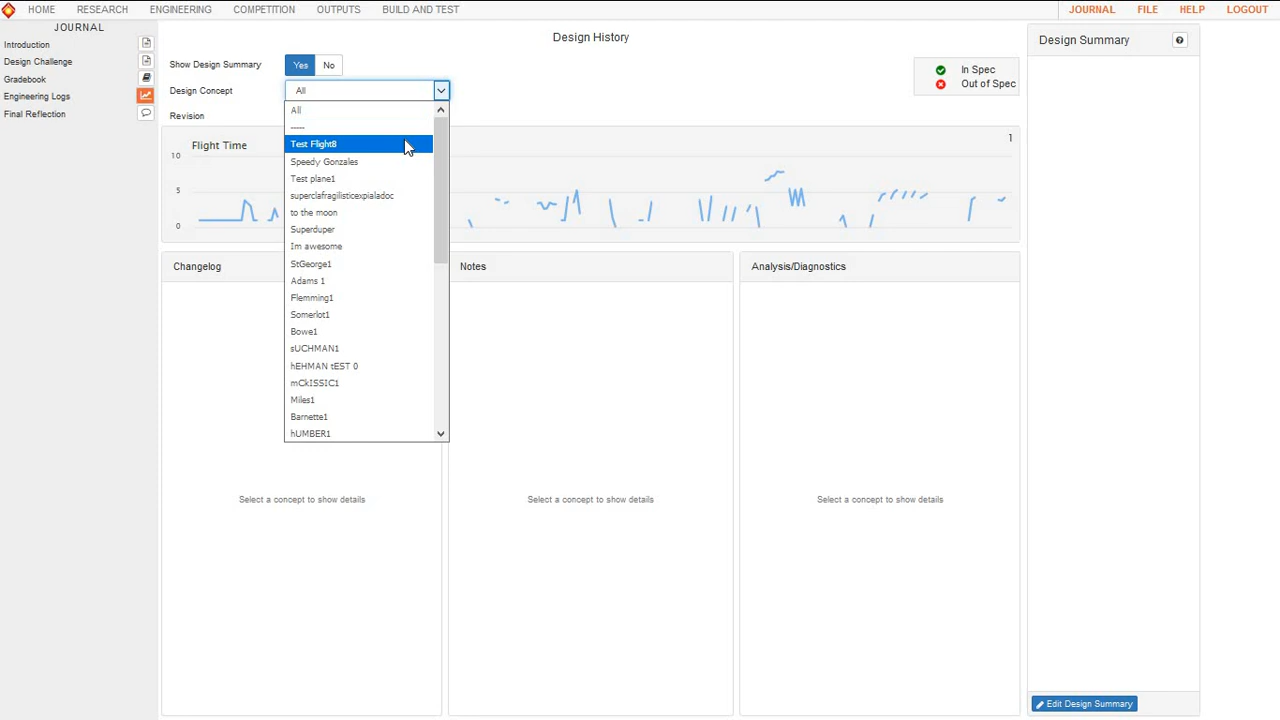 HOME RESEARCH ENGINEERING COMPETITION OUTPUTS BUILD AND TEST JOURNAL FILE HELP LOGOUT
JOURNAL
Introduction
Design Challenge
Gradebook
Engineering Logs
Final Reflection
Design History
Show Design Summary Yes No
Design Concept All
Revision
In Spec
Out of Spec
All
-----
Test Flight8
Speedy Gonzales
Test plane1
superclafragilisticexpialadoc
to the moon
Superduper
Im awesome
StGeorge1
Adams 1
Flemming1
Somerlot1
Bowe1
sUCHMAN1
hEHMAN tEST 0
mCkISSIC1
Miles1
Barnette1
hUMBER1
Flight Time 1
10
5
0
Changelog
Select a concept to show details
Notes
Select a concept to show details
Analysis/Diagnostics
Select a concept to show details
Design Summary
Edit Design Summary